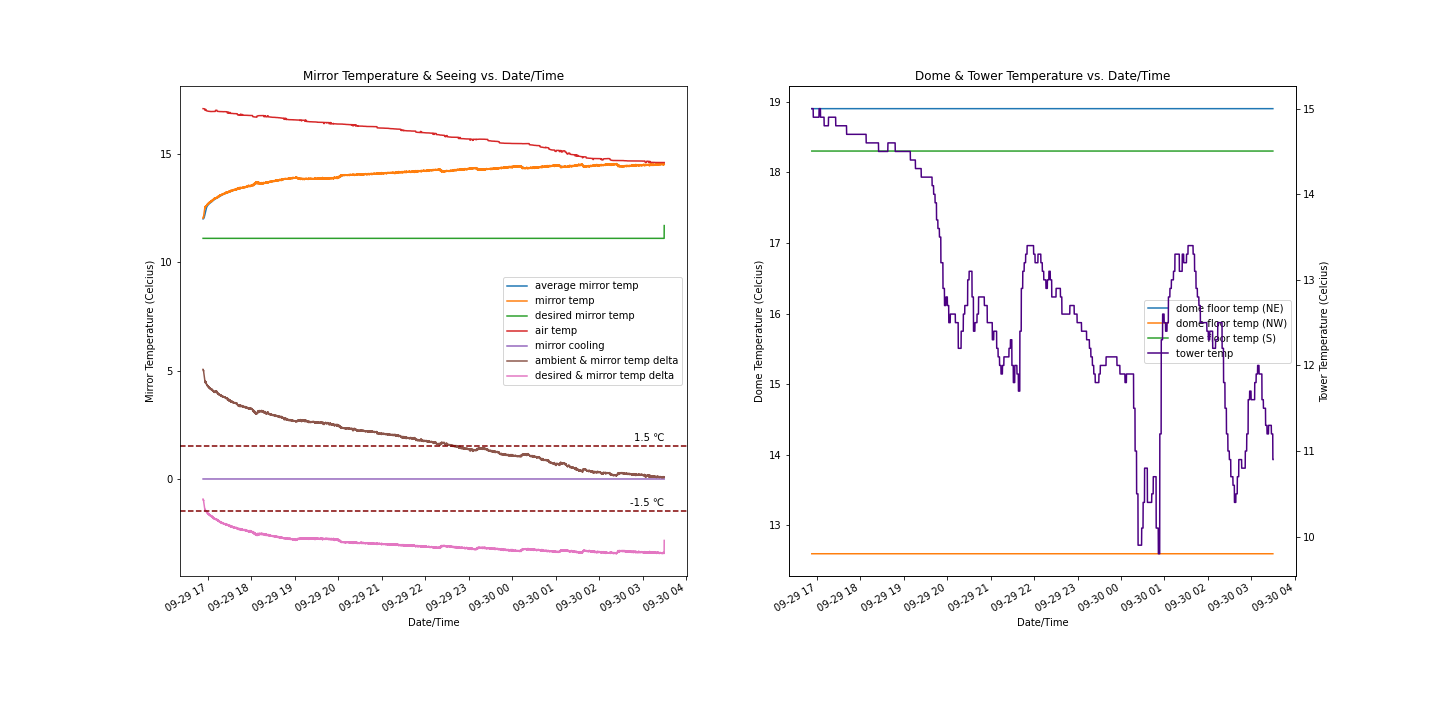 Mirror Temperature & Seeing vs. Date/Time
Mirror Temperature (Celcius)
15
10
5
0
average mirror temp
mirror temp
desired mirror temp
air temp
mirror cooling
ambient & mirror temp delta
desired & mirror temp delta
1.5 °C
-1.5 °C
09-29 17
09-29 18
09-29 19
09-29 20
09-29 21
09-29 22
09-29 23
09-30 00
09-30 01
09-30 02
09-30 03
09-30 04
Date/Time
Dome & Tower Temperature vs. Date/Time
Dome Temperature (Celcius)
19
18
17
16
15
14
13
dome floor temp (NE)
dome floor temp (NW)
dome floor temp (S)
tower temp
15
14
13
12
11
10
Tower Temperature (Celcius)
09-29 17
09-29 18
09-29 19
09-29 20
09-29 21
09-29 22
09-29 23
09-30 00
09-30 01
09-30 02
09-30 03
09-30 04
Date/Time